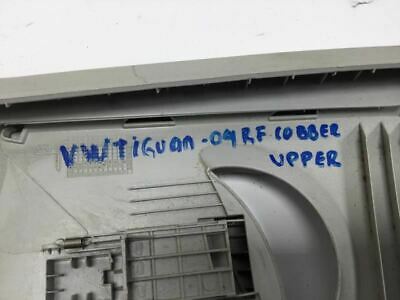 VW TiGUan - 09 RF COBBER
UPPER